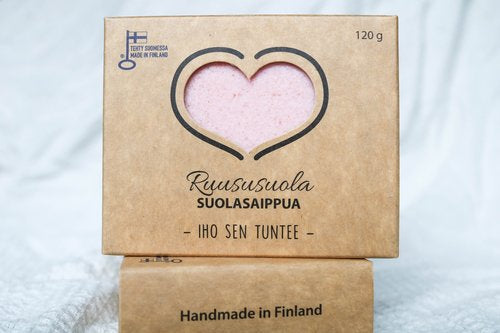 TEHTY SUOMESSA
MADE IN FINLAND
120 g
Ruususuola
SUOLASAIPPUA
- IHO SEN TUNTEE -
Handmade in Finland